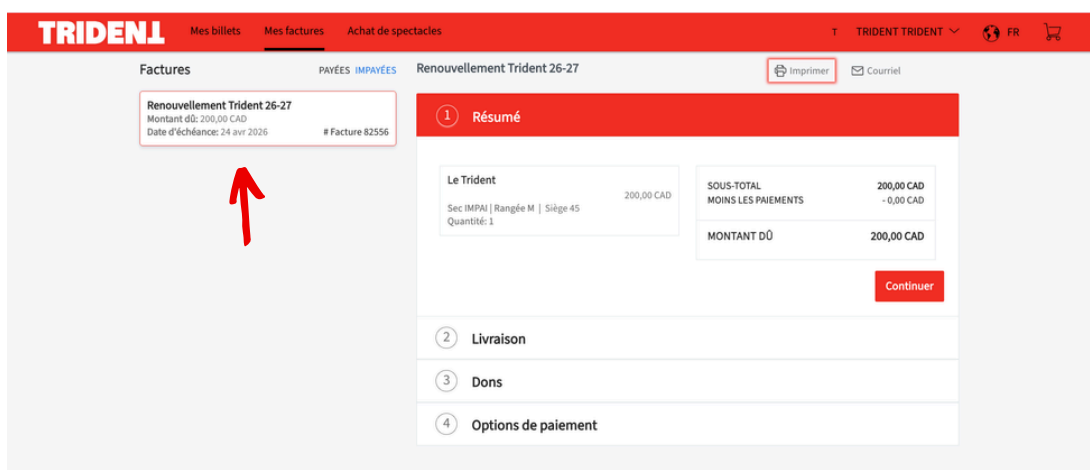 TRIDENT Mes billets Mes factures Achat de spectacles T TRIDENT TRIDENT FR
Factures PAYÉES IMPAYÉES
Renouvellement Trident 26-27
Montant dû: 200,00 CAD
Date d'échéance: 24 avr 2026 # Facture 82556
Renouvellement Trident 26-27 Imprimer Courriel
1 Résumé
Le Trident 200,00 CAD
Sec IMPAI | Rangée M | Siège 45
Quantité: 1
SOUS-TOTAL 200,00 CAD
MOINS LES PAIEMENTS - 0,00 CAD
MONTANT DÛ 200,00 CAD
Continuer
2 Livraison
3 Dons
4 Options de paiement